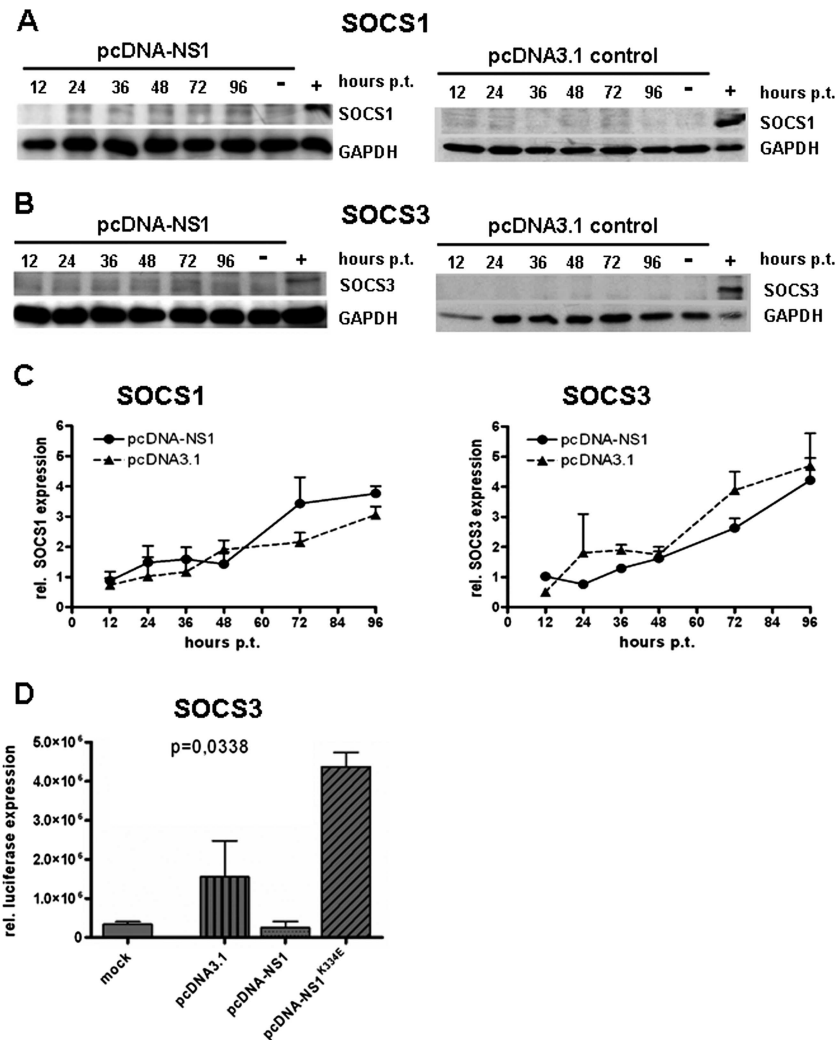 A
SOCS1
pcDNA-NS1
pcDNA3.1 control
12 24 36 48 72 96 - + hours p.t.
12 24 36 48 72 96 - + hours p.t.
SOCS1
SOCS1
GAPDH
GAPDH
B
SOCS3
pcDNA-NS1
pcDNA3.1 control
12 24 36 48 72 96 - + hours p.t.
12 24 36 48 72 96 - + hours p.t.
SOCS3
SOCS3
GAPDH
GAPDH
C
SOCS1
rel. SOCS1 expression
6
5
4
3
2
1
0
pcDNA-NS1
pcDNA3.1
0 12 24 36 48 60 72 84 96
hours p.t.
SOCS3
rel. SOCS3 expression
6
5
4
3
2
1
0
pcDNA-NS1
pcDNA3.1
0 12 24 36 48 60 72 84 96
hours p.t.
D
SOCS3
p=0,0338
rel. luciferase expression
5.0×10⁶
4.0×10⁶
3.0×10⁶
2.0×10⁶
1.0×10⁶
0
mock
pcDNA3.1
pcDNA-NS1
pcDNA-NS1ᴷ³³⁴ᴱ